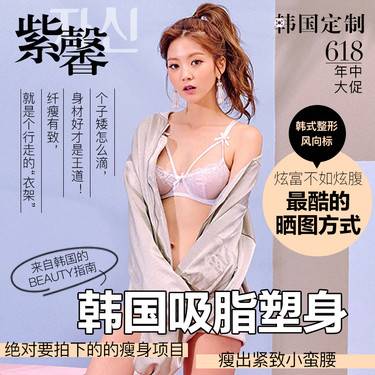 자신
紫馨
韩国定制
618
年中
大促
个子矮怎么滴，
身材好才是王道！
纤瘦有致，
就是个行走的“衣架”
韩式整形
风向标
炫富不如炫腹
最酷的
晒图方式
来自韩国的
BEAUTY指南
韩国吸脂塑身
绝对要拍下的的瘦身项目
瘦出紧致小蛮腰